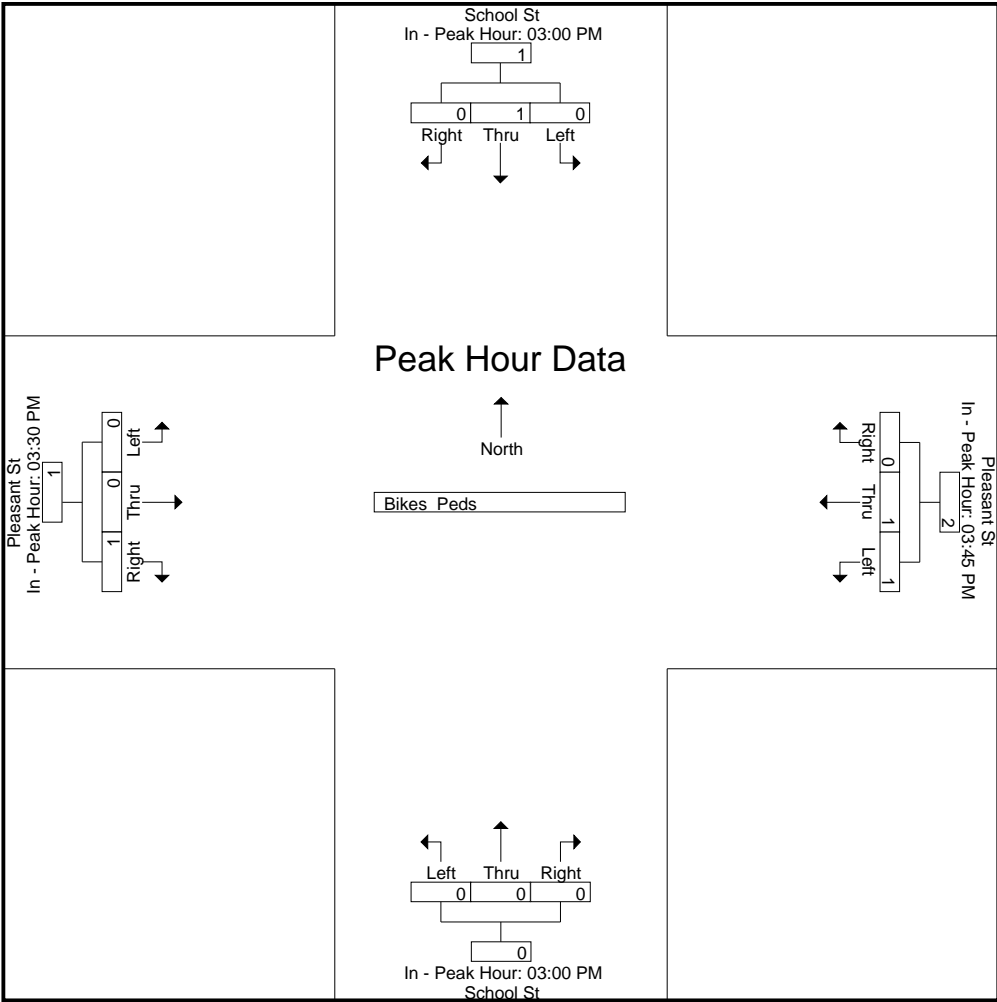 School St
In - Peak Hour: 03:00 PM
1
0 1 0
Right Thru Left
Peak Hour Data
North
Bikes Peds
Pleasant St
In - Peak Hour: 03:30 PM
1
0 0 1
Left
Thru
Right
Pleasant St
In - Peak Hour: 03:45 PM
2
0 1 1
Right Thru Left
Left Thru Right
0 0 0
0
In - Peak Hour: 03:00 PM
School St